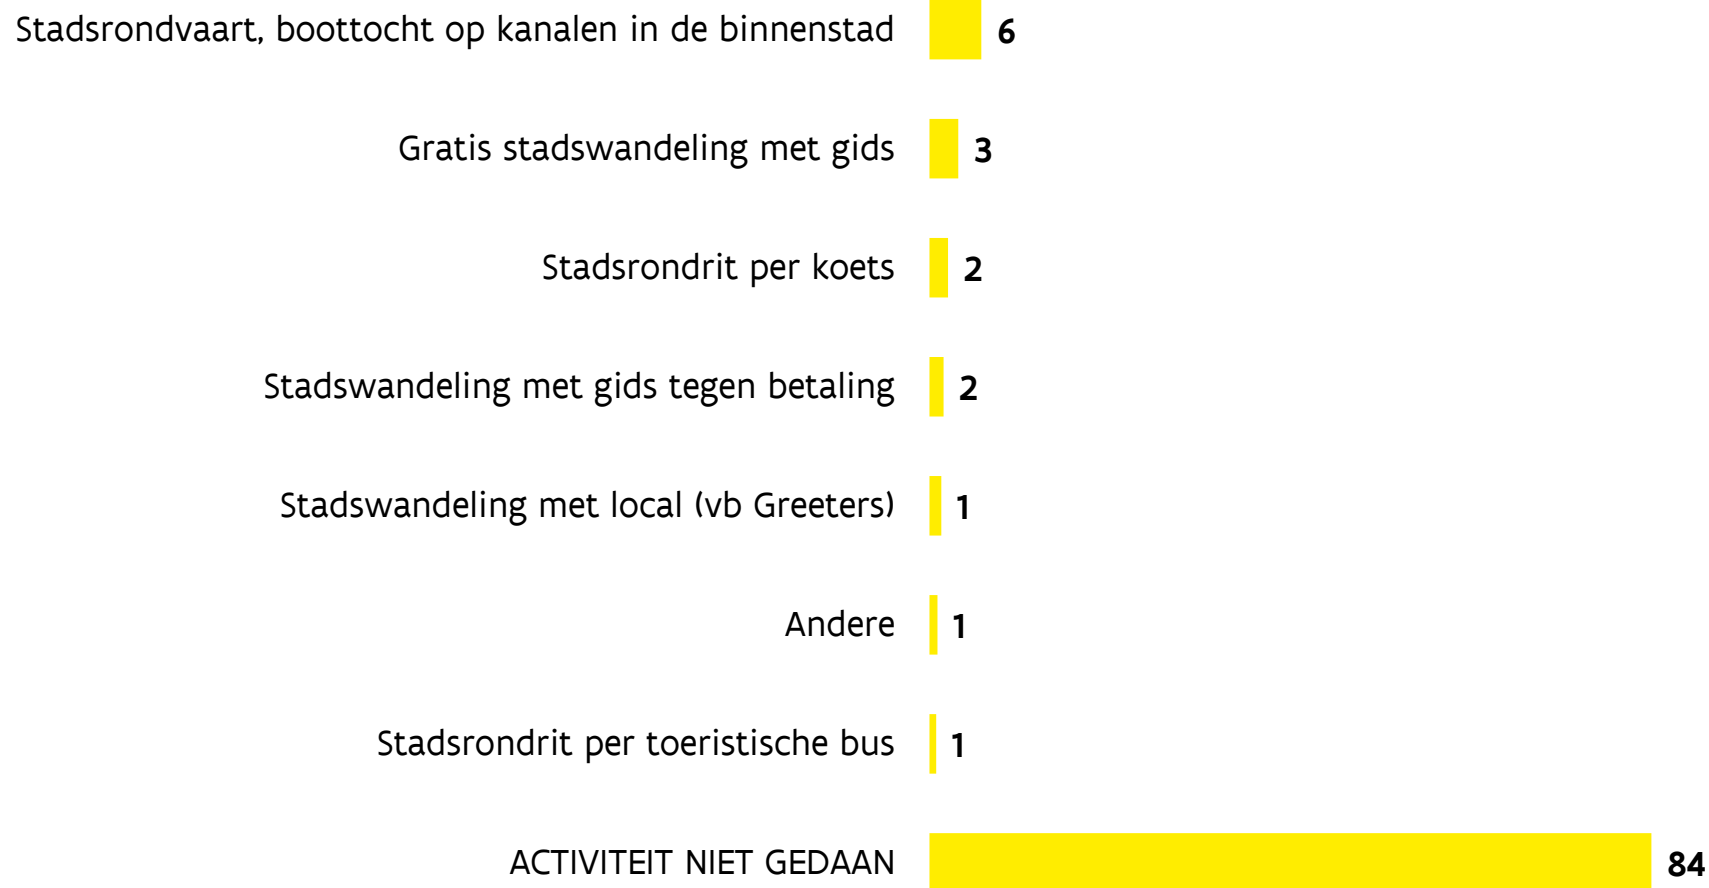 Stadsrondvaart, boottocht op kanalen in de binnenstad 6
Gratis stadswandeling met gids 3
Stadsrondrit per koets 2
Stadswandeling met gids tegen betaling 2
Stadswandeling met local (vb Greeters) 1
Andere 1
Stadsrondrit per toeristische bus 1
ACTIVITEIT NIET GEDAAN 84